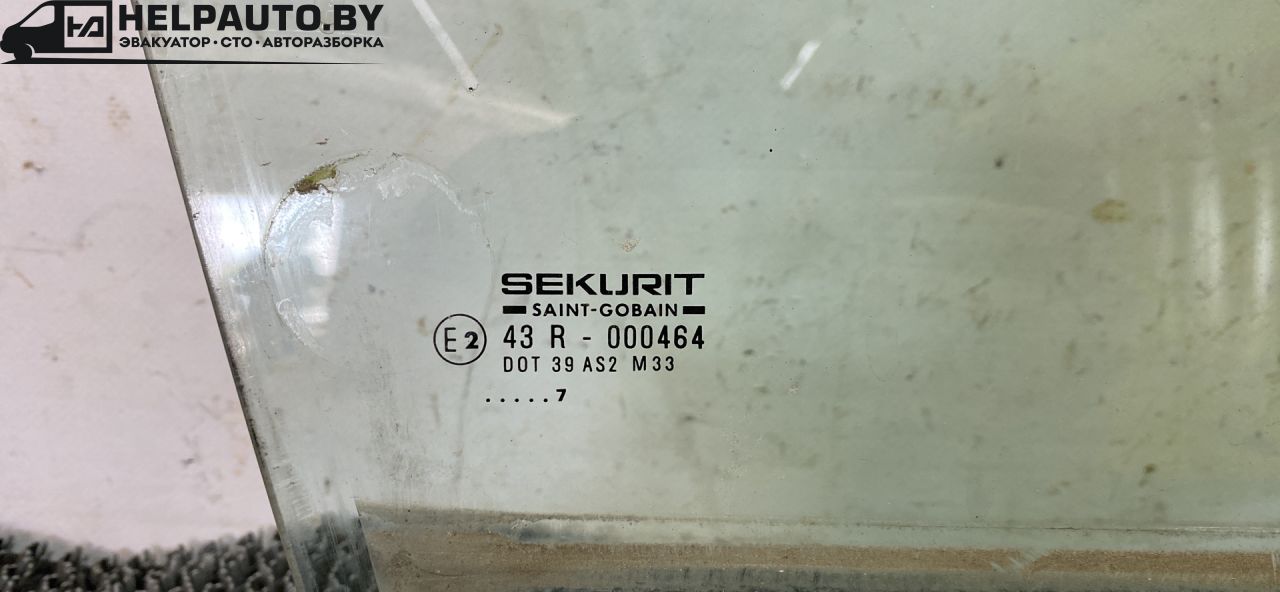 HELPAUTO.BY
ЭВАКУАТОР·СТО·АВТОРАЗБОРКА
SEKURIT
SAINT-GOBAIN
E2 43 R - 000464
DOT 39 AS2 M33
.....7